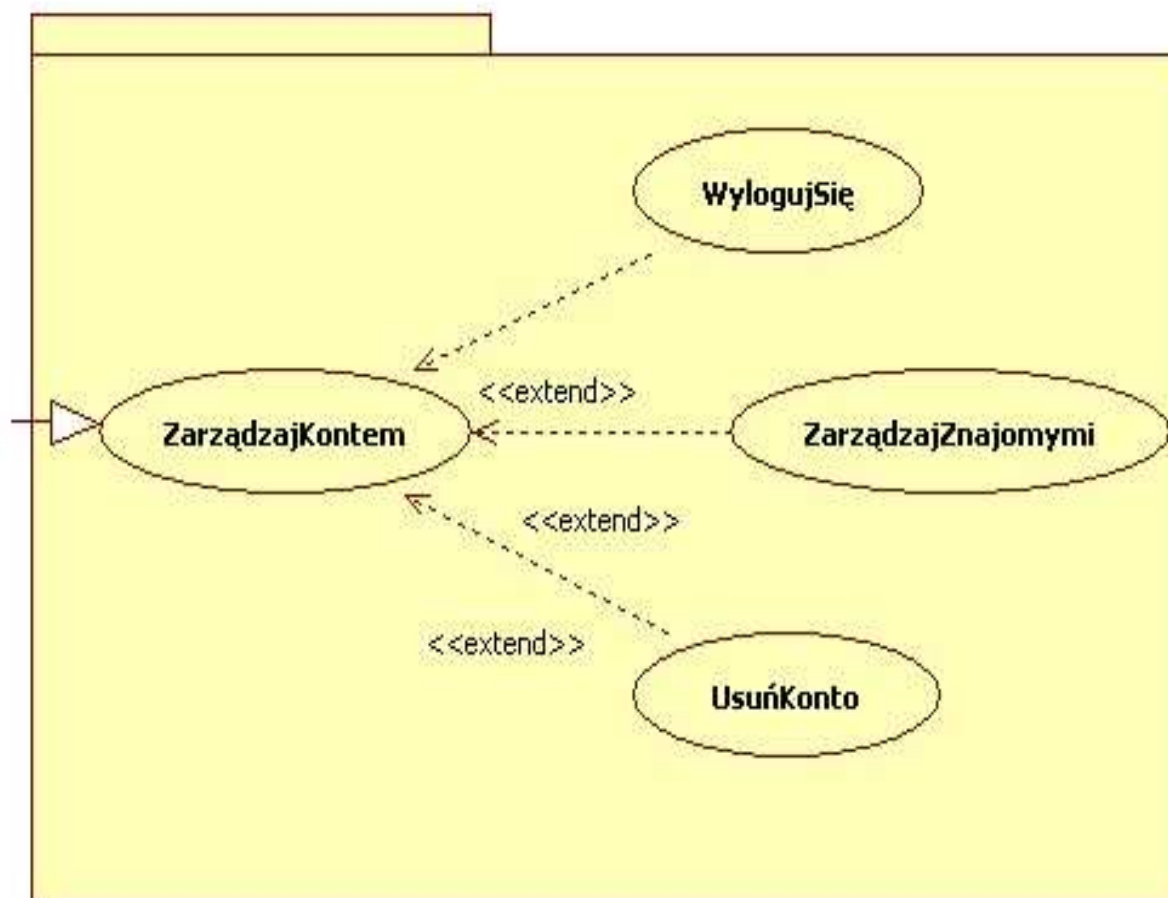 WylogujSię
<<extend>>
ZarządzajKontem
ZarządzajZnajomymi
<<extend>>
<<extend>>
UsuńKonto